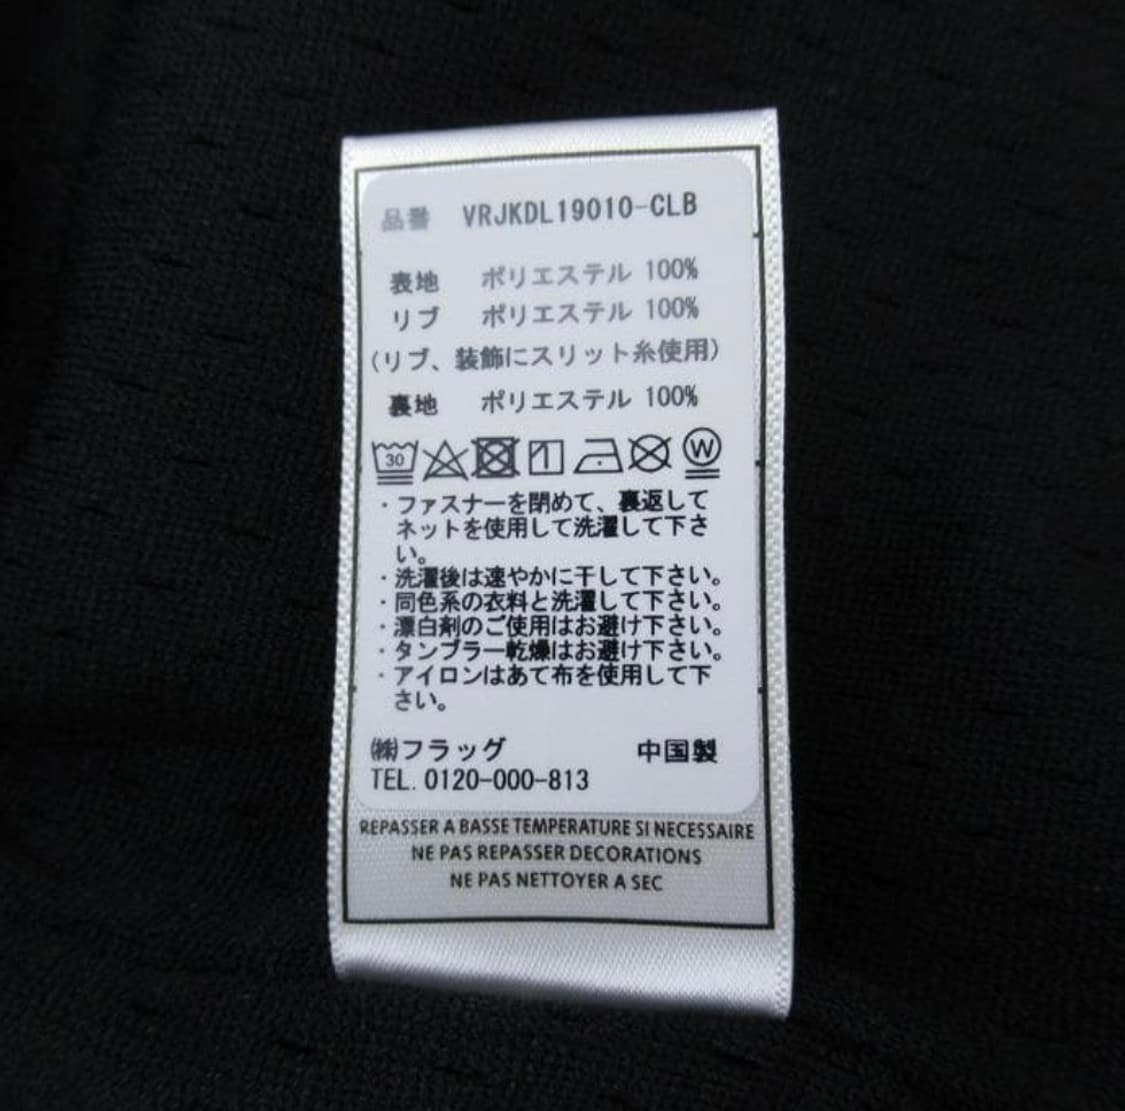 品番 VRJKDL19010-CLB
表地 ポリエステル 100%
リブ ポリエステル 100%
(リブ、装飾にスリット糸使用)
裏地 ポリエステル 100%
30 W
・ファスナーを閉めて、裏返して
ネットを使用して洗濯して下さ
い。
・洗濯後は速やかに干して下さい。
・同色系の衣料と洗濯して下さい。
・漂白剤のご使用はお避け下さい。
・タンブラー乾燥はお避け下さい。
・アイロンはあて布を使用して下
さい。
㈱フラッグ 中国製
TEL. 0120-000-813
REPASSER A BASSE TEMPERATURE SI NECESSAIRE
NE PAS REPASSER DECORATIONS
NE PAS NETTOYER A SEC